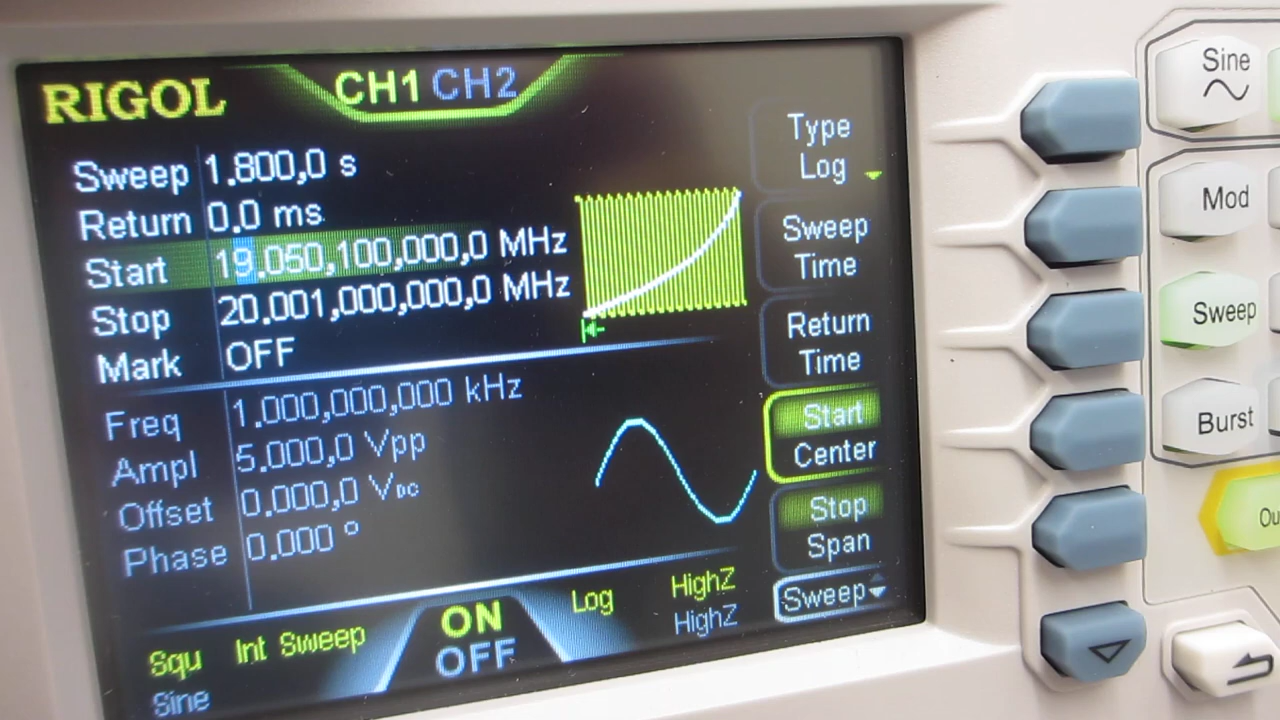 RIGOL
CH1 CH2
Sweep 1.800,0 s
Return 0.0 ms
Start 19.050,100,000,0 MHz
Stop 20.001,000,000,0 MHz
Mark OFF
Freq 1.000,000,000 kHz
Ampl 5.000,0 Vpp
Offset 0.000,0 VDC
Phase 0.000 °
Squ Int Sweep ON Log HighZ
Sine OFF HighZ
Type
Log
Sweep
Time
Return
Time
Start
Center
Stop
Span
Sweep
Sine
Mod
Sweep
Burst